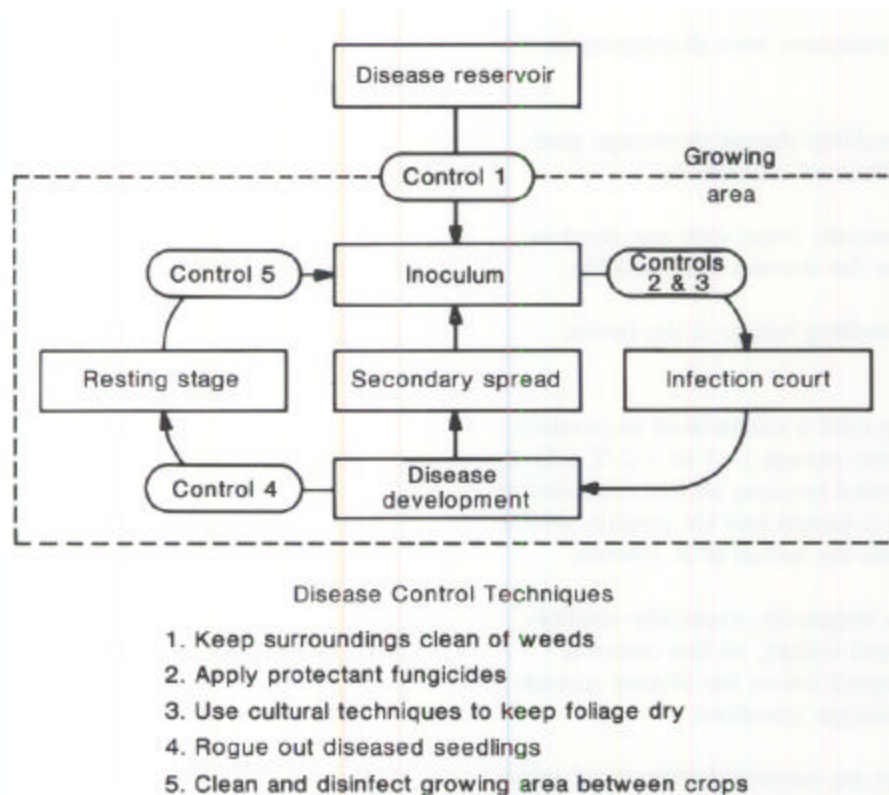 Disease reservoir
Control 1
Growing
area
Control 5
Inoculum
Controls
2 & 3
Resting stage
Secondary spread
Infection court
Control 4
Disease
development
Disease Control Techniques
1. Keep surroundings clean of weeds
2. Apply protectant fungicides
3. Use cultural techniques to keep foliage dry
4. Rogue out diseased seedlings
5. Clean and disinfect growing area between crops